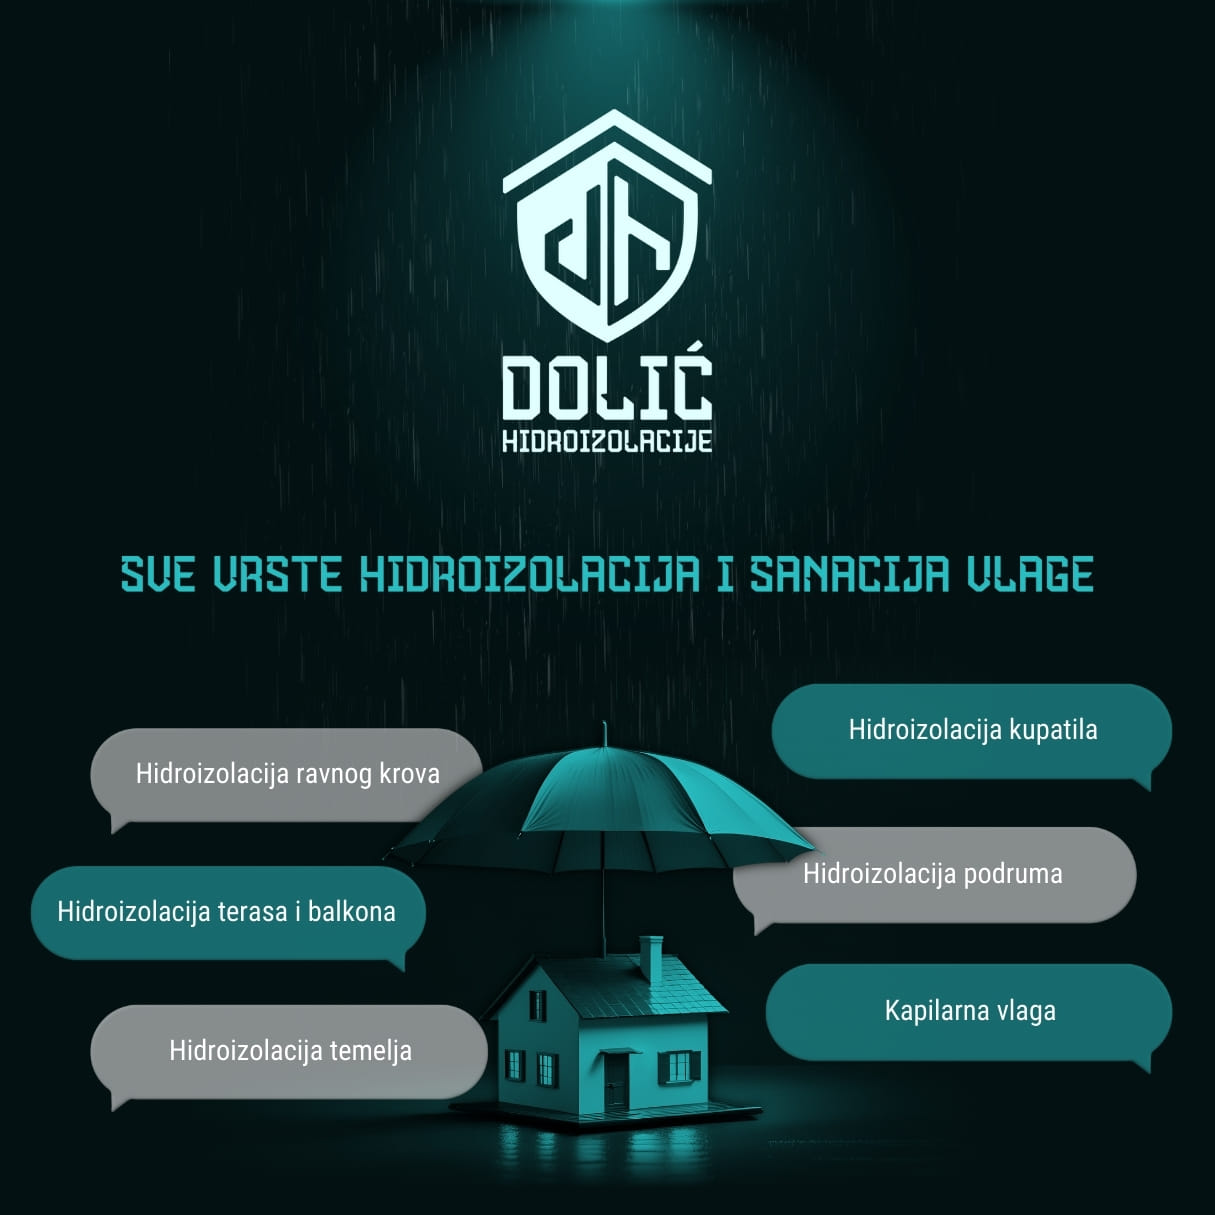 dh
DOLIĆ
HIDROIZOLACIJE
SVE VRSTE HIDROIZOLACIJA I SANACIJA VLAGE
Hidroizolacija ravnog krova
Hidroizolacija terasa i balkona
Hidroizolacija temelja
Hidroizolacija kupatila
Hidroizolacija podruma
Kapilarna vlaga